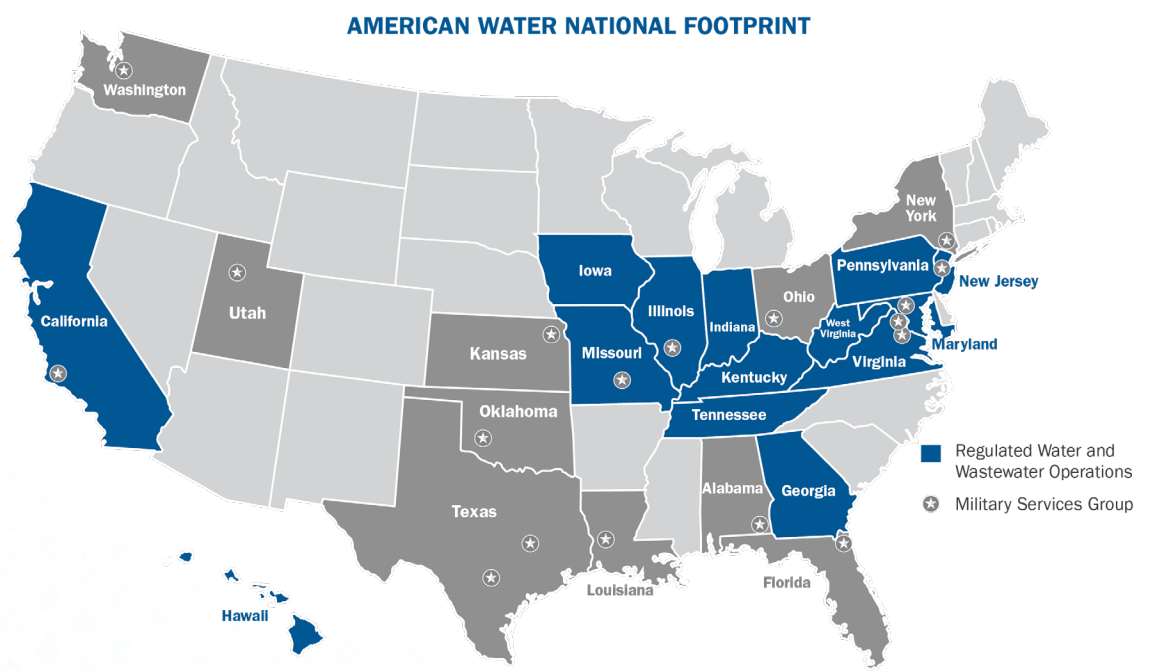 AMERICAN WATER NATIONAL FOOTPRINT
Washington
New
York
Pennsylvania
New Jersey
Iowa
Ohio
Illinois
Indiana
Utah
California
West
Virginia
Maryland
Kansas
Missouri
Virginia
Kentucky
Oklahoma
Tennessee
Regulated Water and
Wastewater Operations
Military Services Group
Alabama
Georgia
Texas
Louisiana
Florida
Hawaii